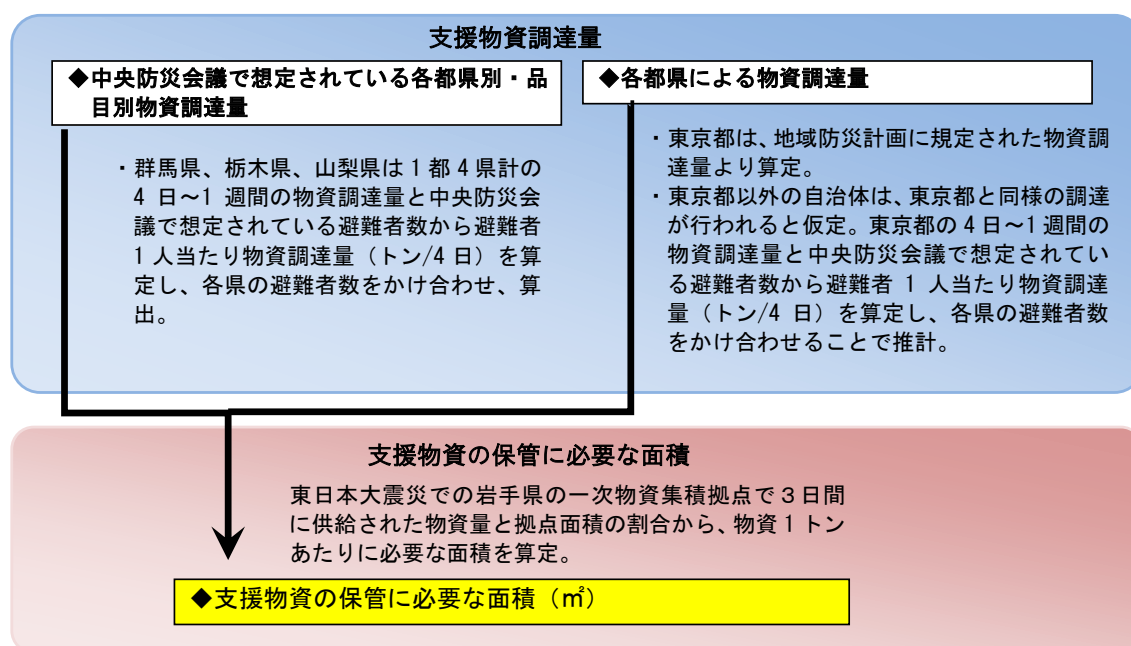 支援物資調達量
◆中央防災会議で想定されている各都県別・品
目別物資調達量
・群馬県、栃木県、山梨県は1都4県計の
4日～1週間の物資調達量と中央防災会
議で想定されている避難者数から避難者
1人当たり物資調達量（トン/4日）を算
定し、各県の避難者数をかけ合わせ、算
出。
◆各都県による物資調達量
・東京都は、地域防災計画に規定された物資調
達量より算定。
・東京都以外の自治体は、東京都と同様の調達
が行われると仮定。東京都の4日～1週間の
物資調達量と中央防災会議で想定されてい
る避難者数から避難者1人当たり物資調達
量（トン/4日）を算定し、各県の避難者数
をかけ合わせることで推計。
支援物資の保管に必要な面積
東日本大震災での岩手県の一次物資集積拠点で３日間
に供給された物資量と拠点面積の割合から、物資１トン
あたりに必要な面積を算定。
◆支援物資の保管に必要な面積（㎡）